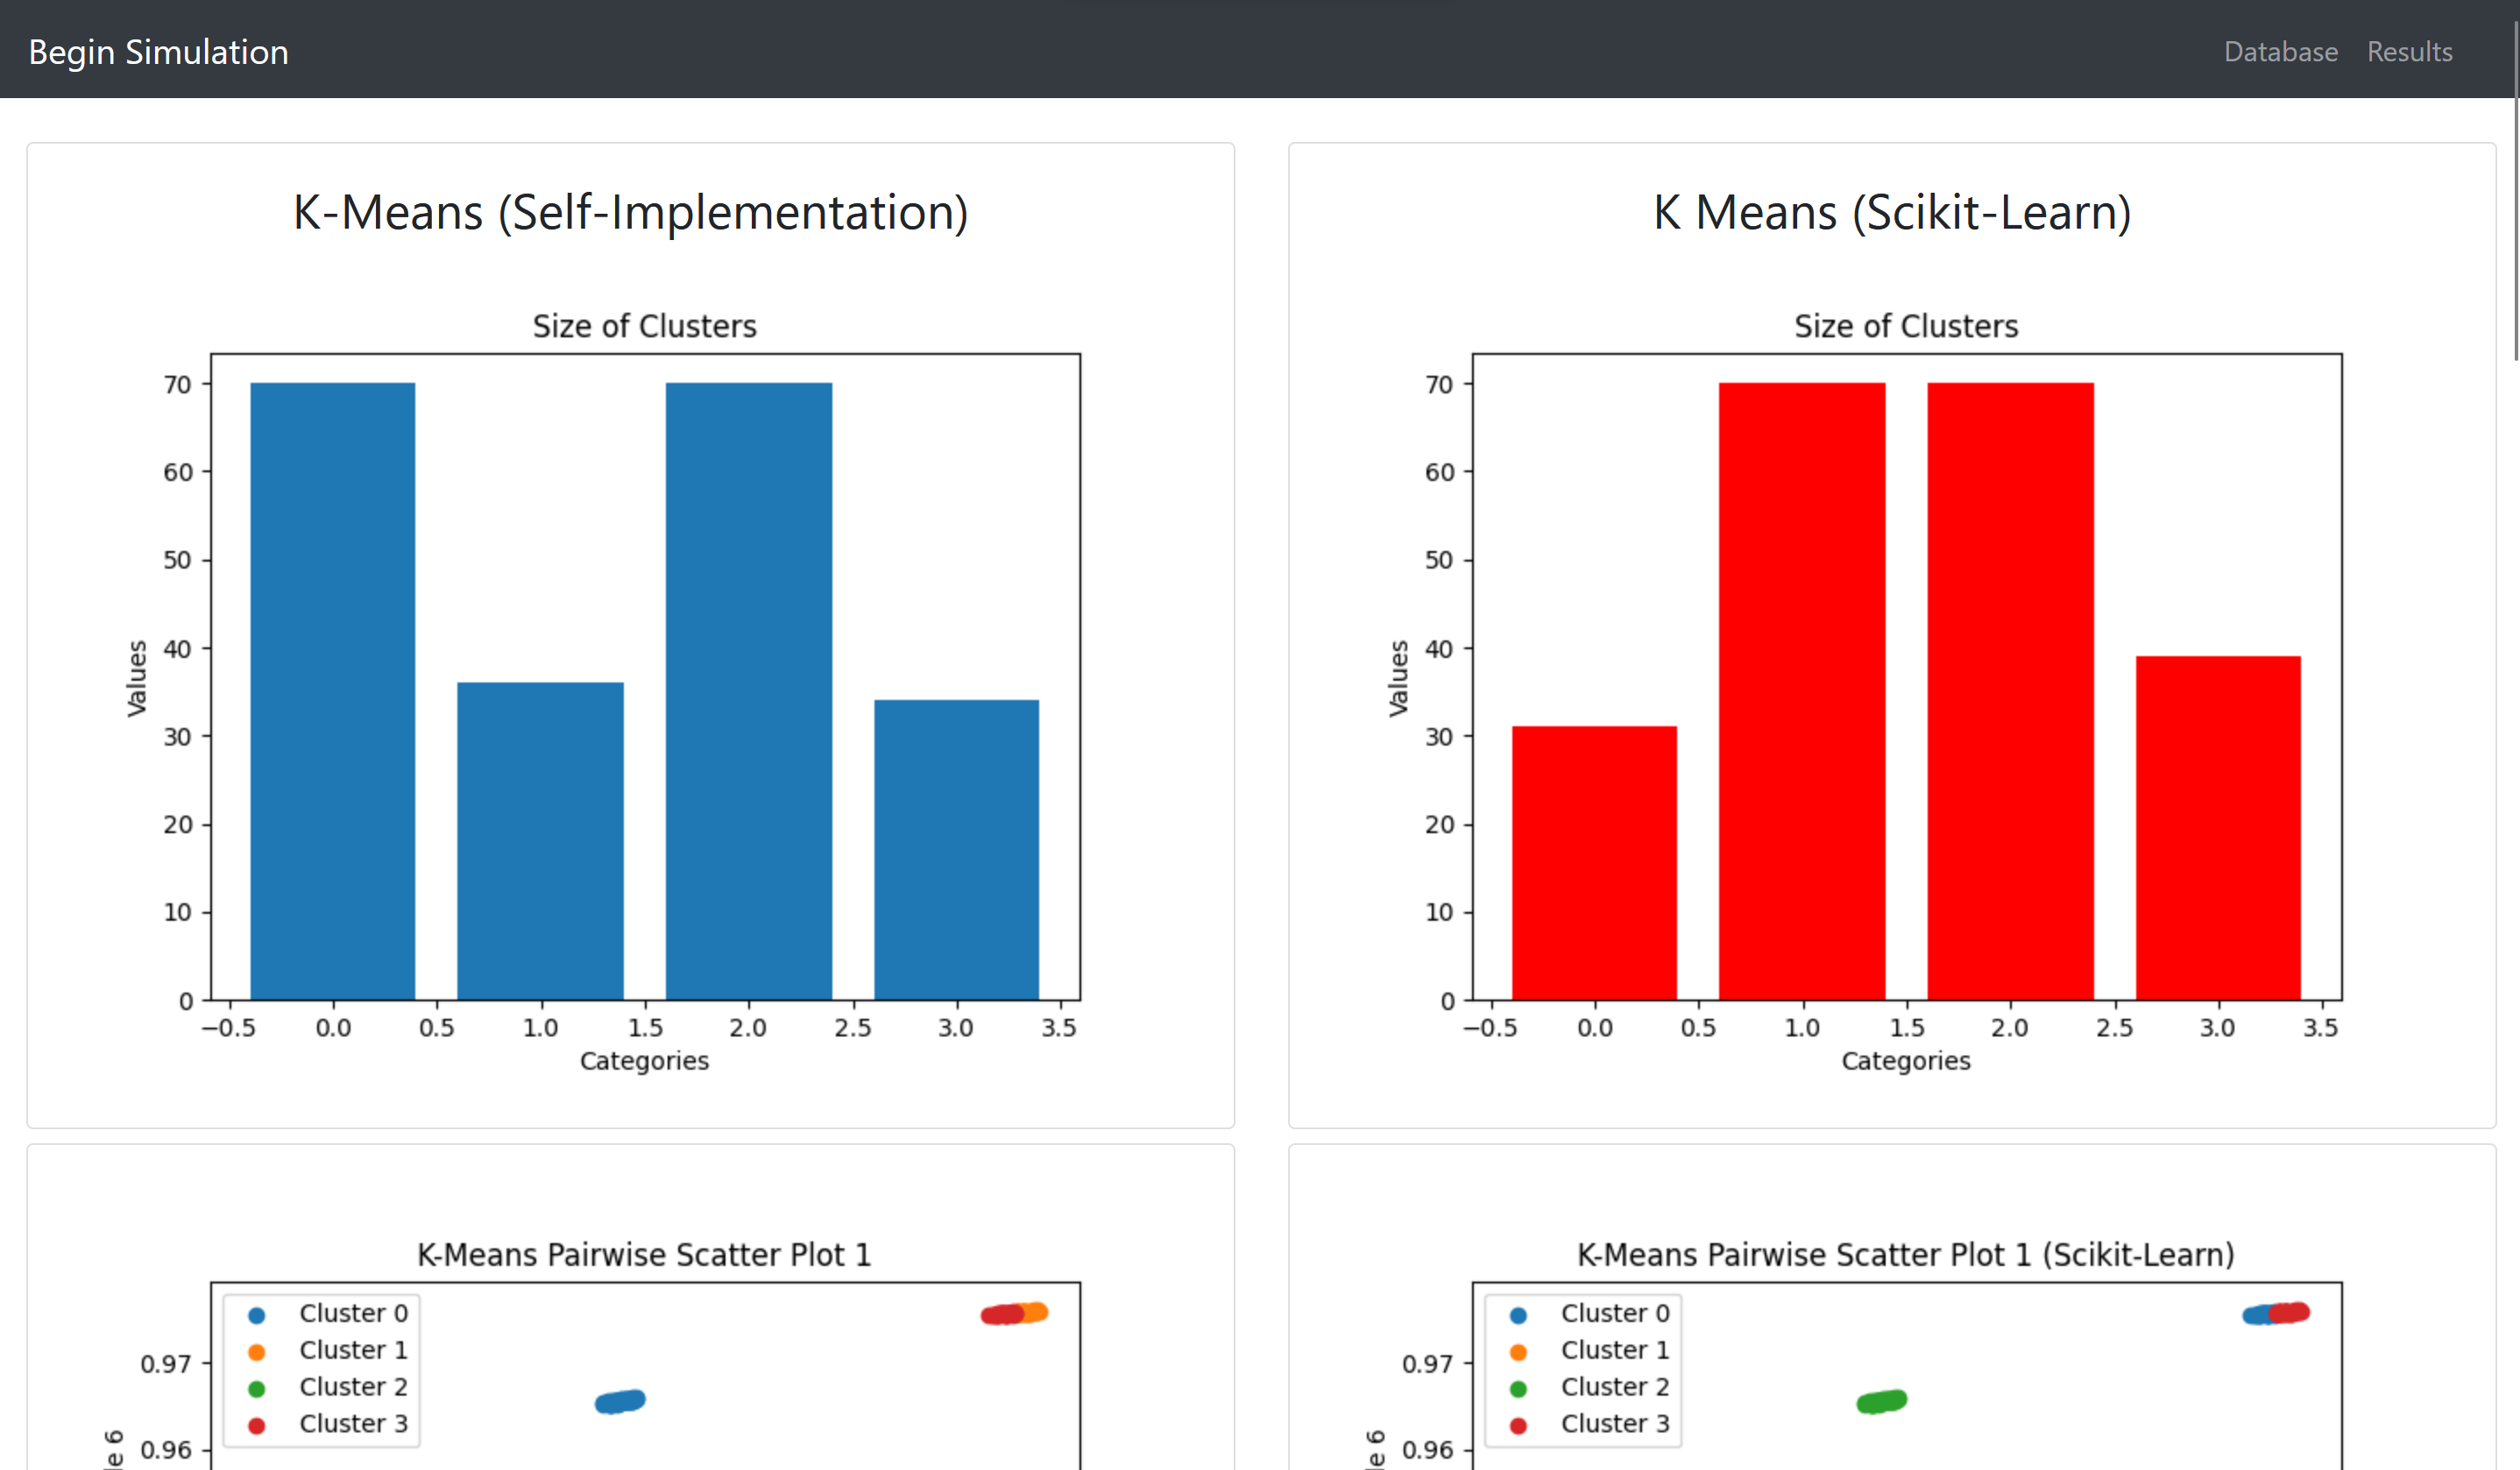 Begin Simulation
Database Results
K-Means (Self-Implementation)
Size of Clusters
70
60
50
40
30
20
10
0
Values
−0.5 0.0 0.5 1.0 1.5 2.0 2.5 3.0 3.5
Categories
K Means (Scikit-Learn)
Size of Clusters
70
60
50
40
30
20
10
0
Values
−0.5 0.0 0.5 1.0 1.5 2.0 2.5 3.0 3.5
Categories
K-Means Pairwise Scatter Plot 1
Cluster 0
Cluster 1
Cluster 2
Cluster 3
0.97
0.96
6
K-Means Pairwise Scatter Plot 1 (Scikit-Learn)
Cluster 0
Cluster 1
Cluster 2
Cluster 3
0.97
0.96
6